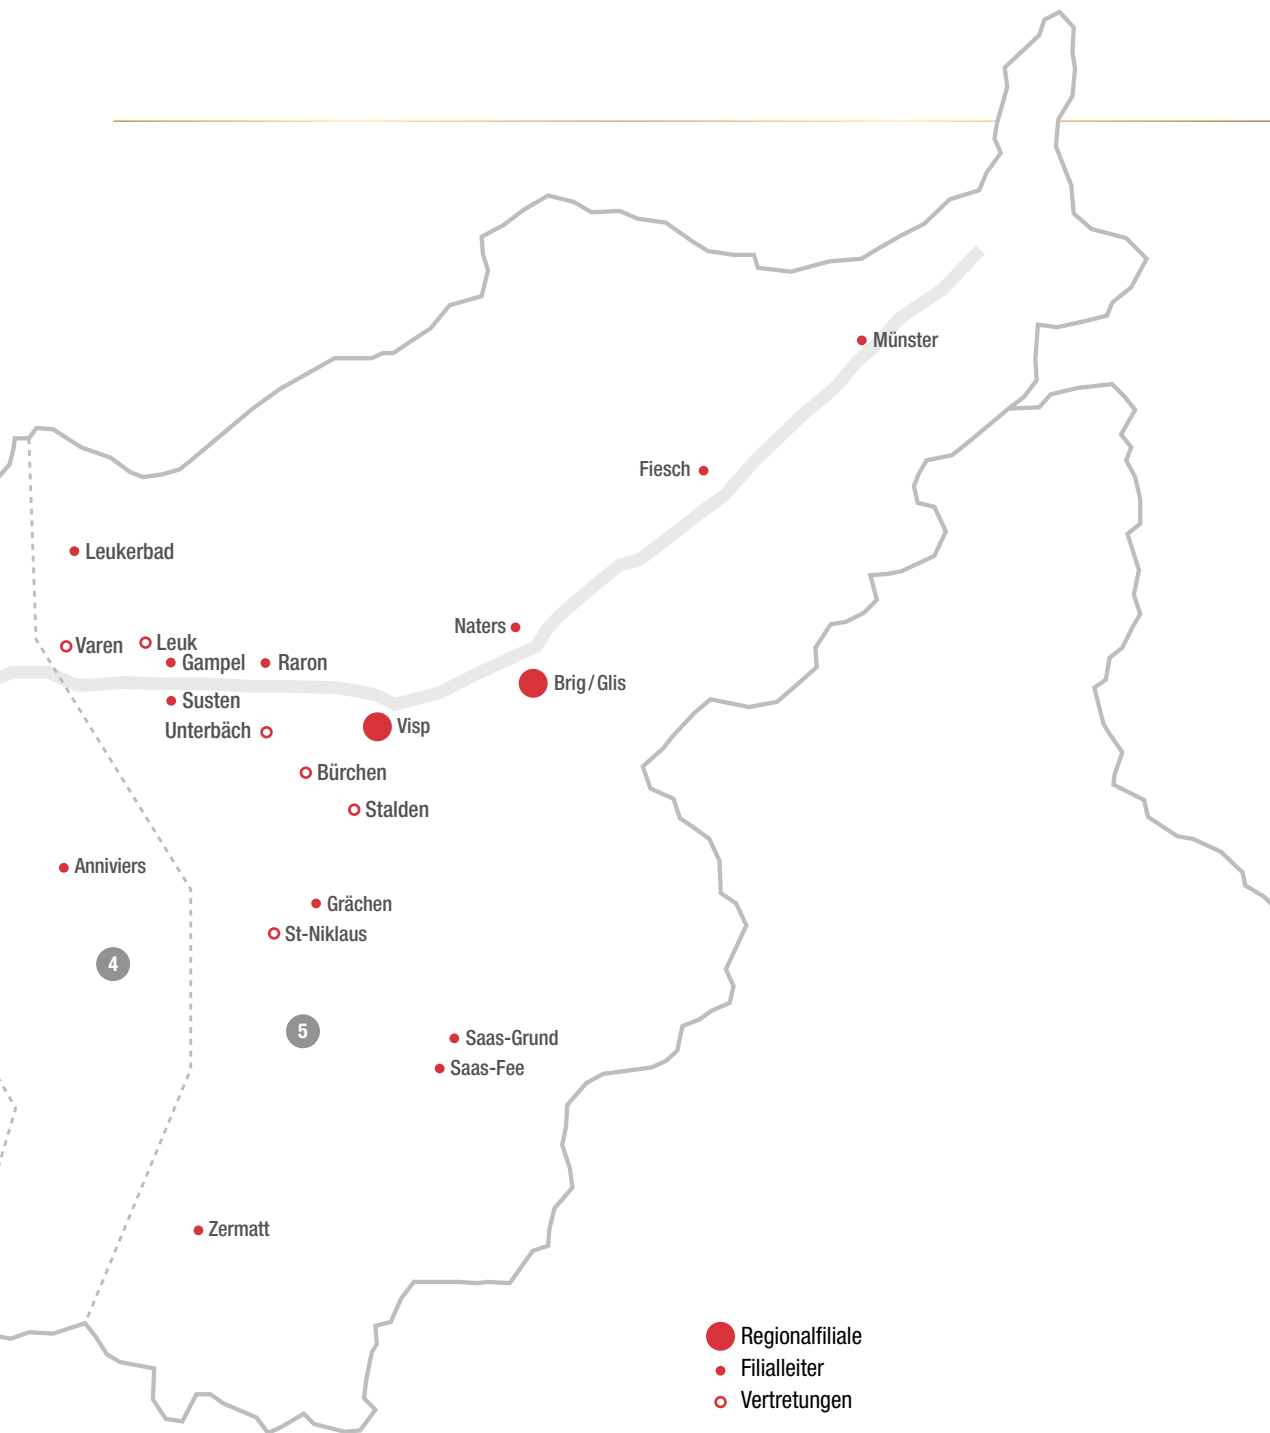 Münster
Fiesch
Leukerbad
Naters
Varen
Leuk
Gampel
Raron
Brig / Glis
Susten
Unterbäch
Visp
Bürchen
Stalden
Anniviers
Grächen
St-Niklaus
4
5
Saas-Grund
Saas-Fee
Zermatt
Regionalfiliale
Filialleiter
Vertretungen